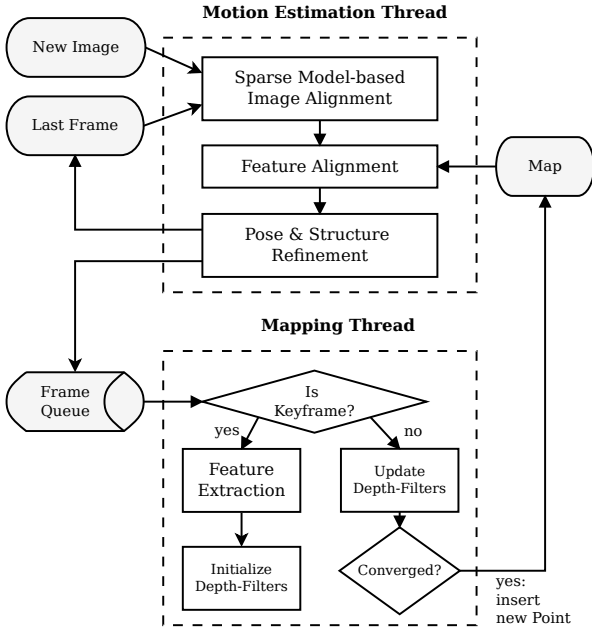 Motion Estimation Thread
New Image
Sparse Model-based
Image Alignment
Last Frame
Feature Alignment
Map
Pose & Structure
Refinement
Mapping Thread
Frame
Queue
Is
Keyframe?
yes
no
Feature
Extraction
Update
Depth-Filters
Initialize
Depth-Filters
Converged?
yes:
insert
new Point